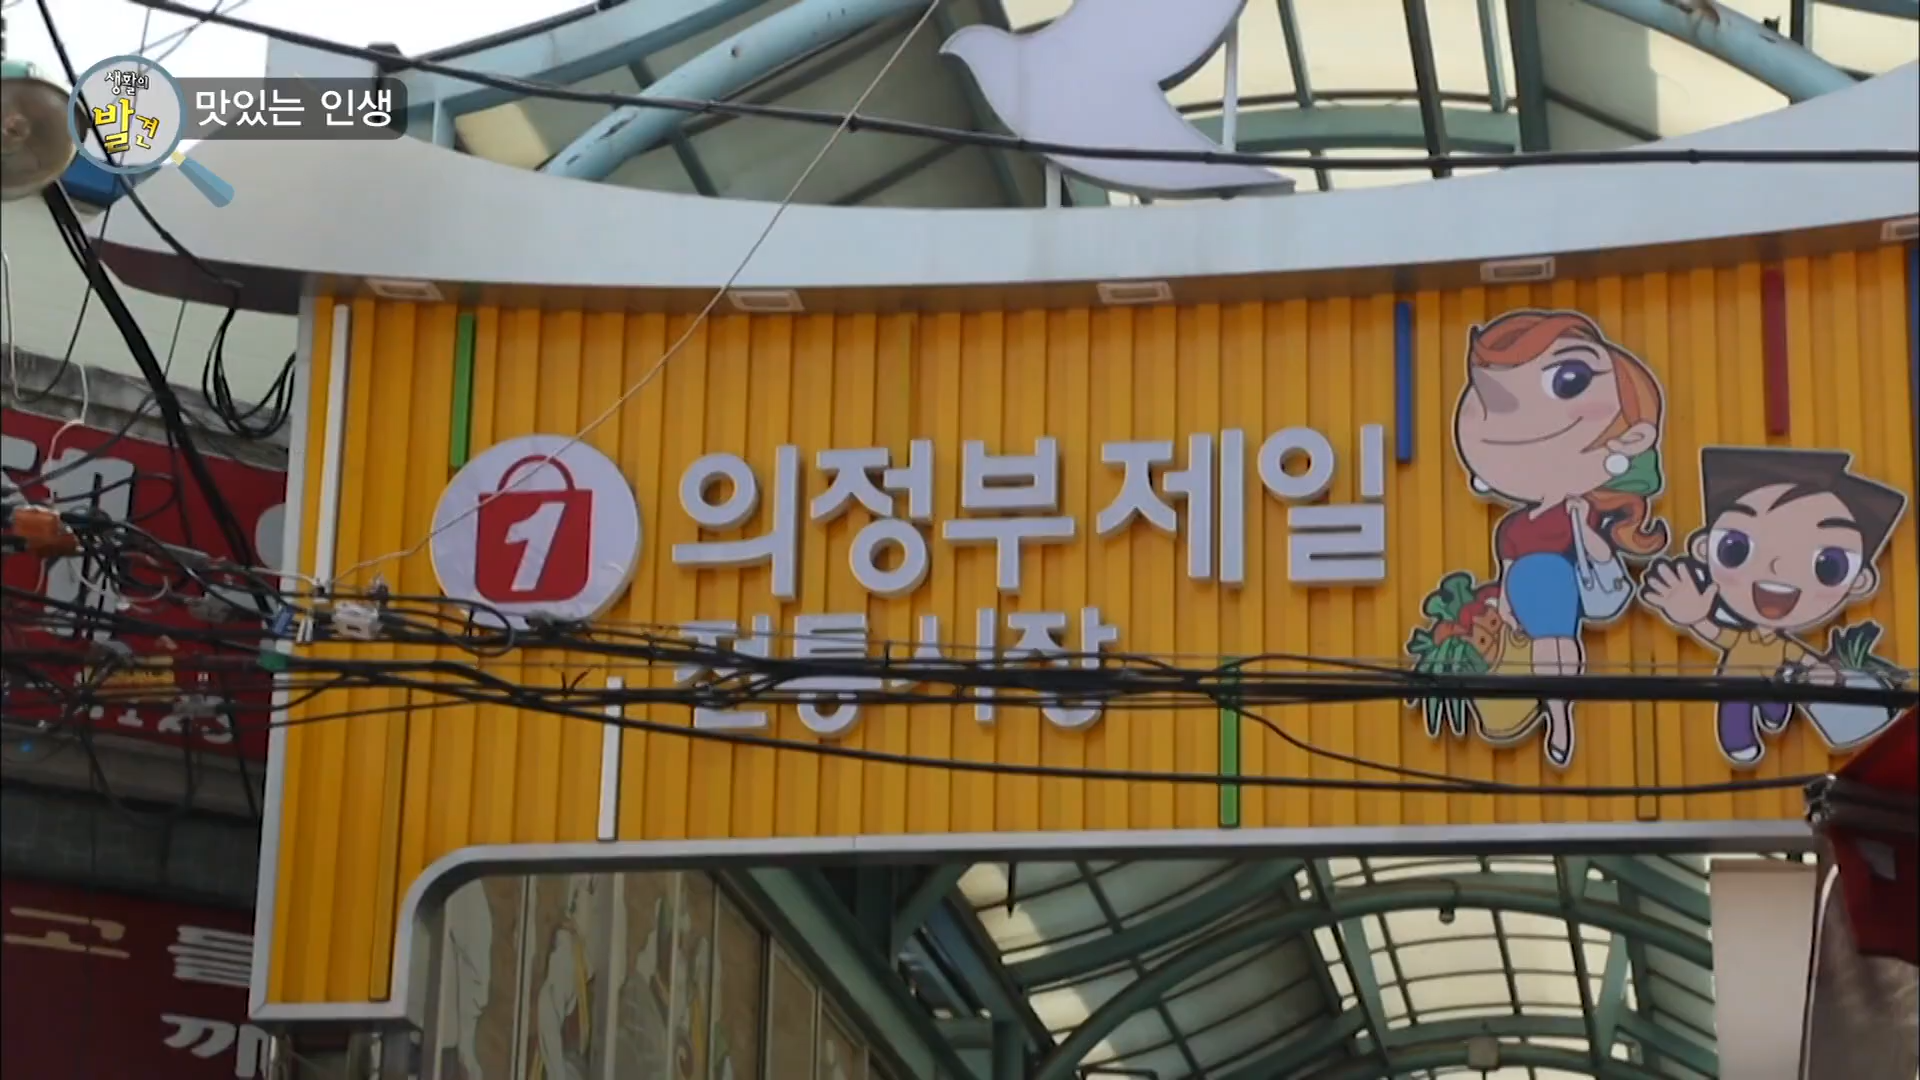 생활의
발견
맛있는 인생
1
의정부제일
전통시장